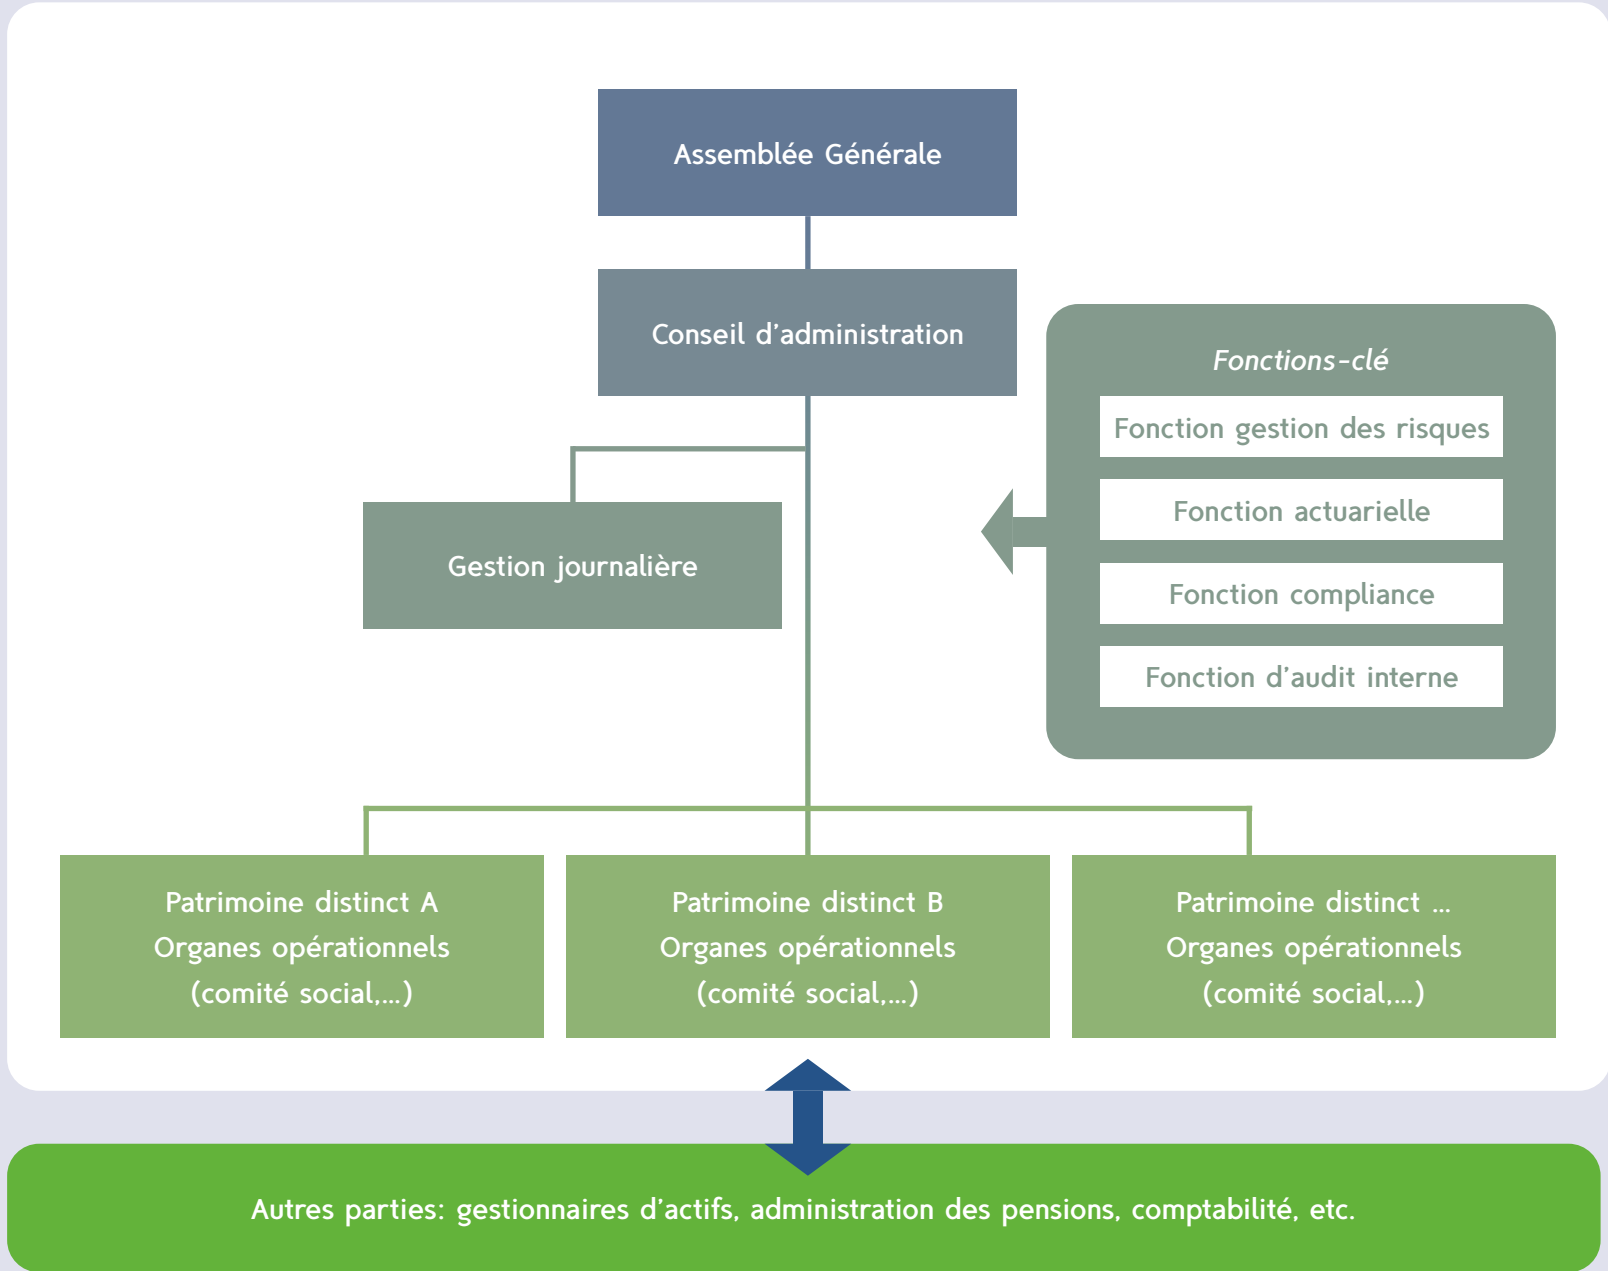 Assemblée Générale
Conseil d'administration
Fonctions-clé
Fonction gestion des risques
Fonction actuarielle
Fonction compliance
Fonction d'audit interne
Gestion journalière
Patrimoine distinct A
Organes opérationnels
(comité social,...)
Patrimoine distinct B
Organes opérationnels
(comité social,...)
Patrimoine distinct ...
Organes opérationnels
(comité social,...)
Autres parties: gestionnaires d'actifs, administration des pensions, comptabilité, etc.